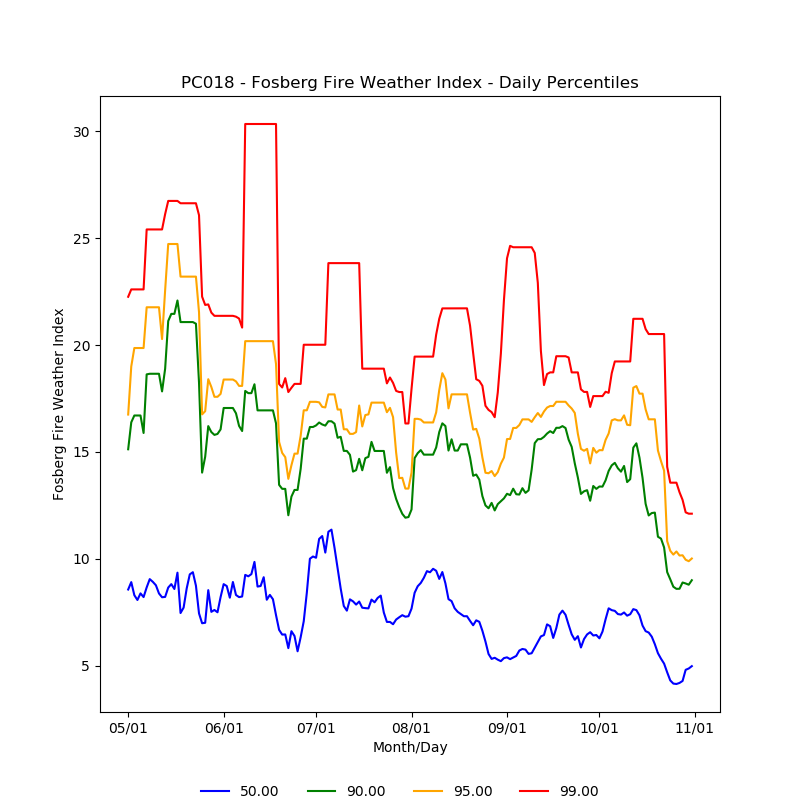 PC018 - Fosberg Fire Weather Index - Daily Percentiles
Fosberg Fire Weather Index
30
25
20
15
10
5
05/01 06/01 07/01 08/01 09/01 10/01 11/01
Month/Day
50.00 90.00 95.00 99.00